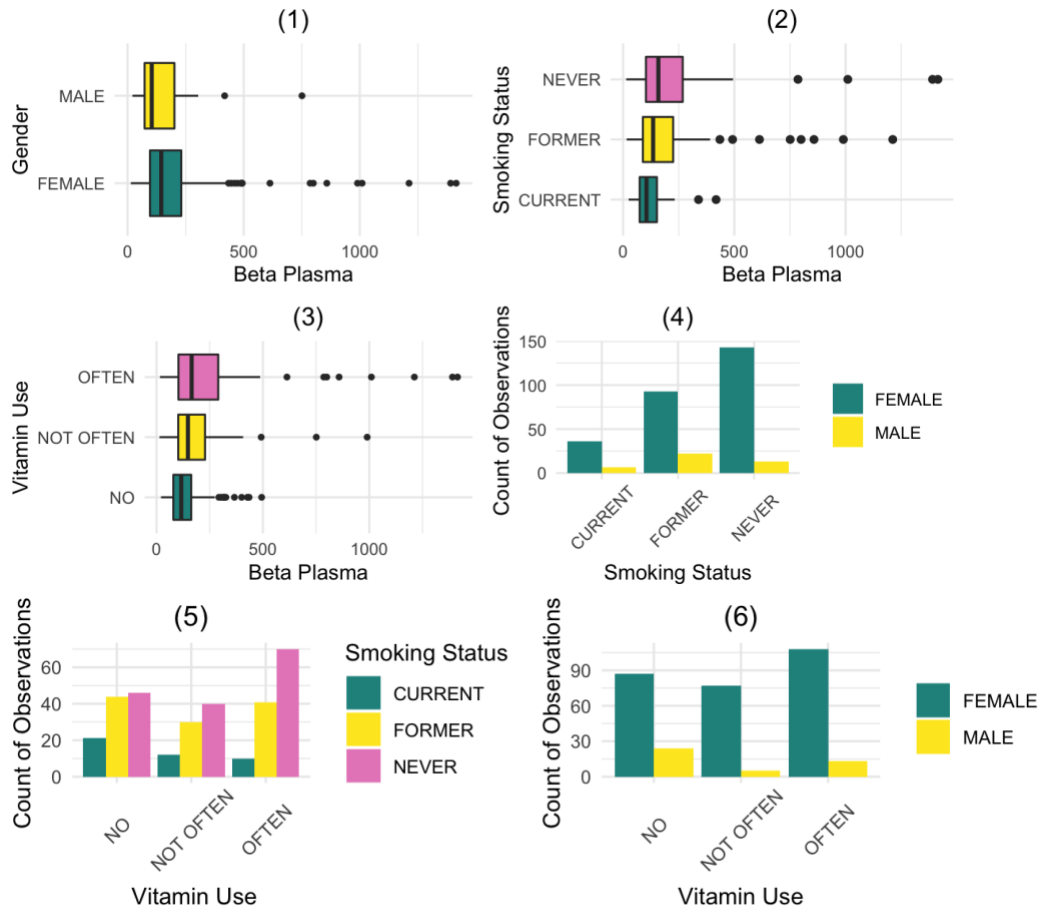 (1)
Gender
MALE
FEMALE
0 500 1000
Beta Plasma
(2)
Smoking Status
NEVER
FORMER
CURRENT
0 500 1000
Beta Plasma
(3)
Vitamin Use
OFTEN
NOT OFTEN
NO
0 500 1000
Beta Plasma
(4)
Count of Observations
150
100
50
0
CURRENT FORMER NEVER
Smoking Status
FEMALE
MALE
(5)
Count of Observations
60
40
20
0
NO NOT OFTEN OFTEN
Vitamin Use
Smoking Status
CURRENT
FORMER
NEVER
(6)
Count of Observations
90
60
30
0
NO NOT OFTEN OFTEN
Vitamin Use
FEMALE
MALE